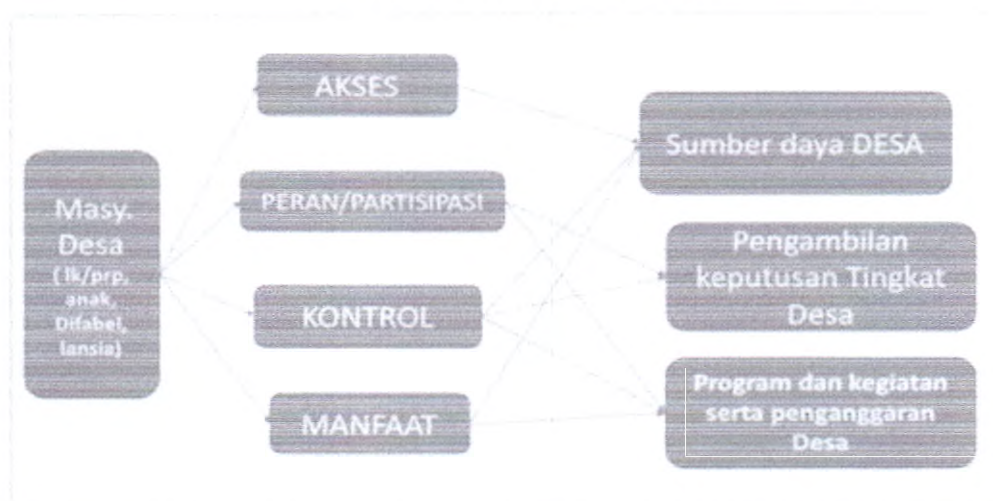 Masy.
Desa
( lk/prp,
anak,
Difabel,
lansia)
AKSES
PERAN/PARTISIPASI
KONTROL
MANFAAT
Sumber daya DESA
Pengambilan
keputusan Tingkat
Desa
Program dan kegiatan
serta penganggaran
Desa